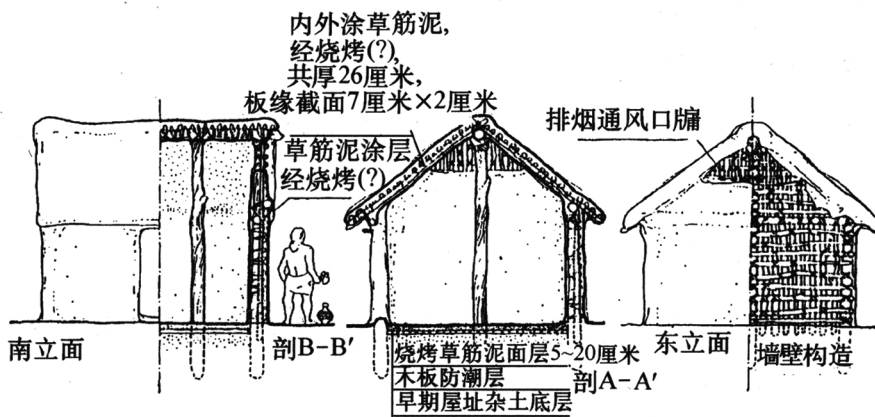 内外涂草筋泥,
经烧烤(?),
共厚26厘米,
板缘截面7厘米×2厘米
草筋泥涂层
经烧烤(?)
排烟通风口牖
南立面
剖B-B′
烧烤草筋泥面层5~20厘米
木板防潮层
早期屋址杂土底层
剖A-A′
东立面
墙壁构造